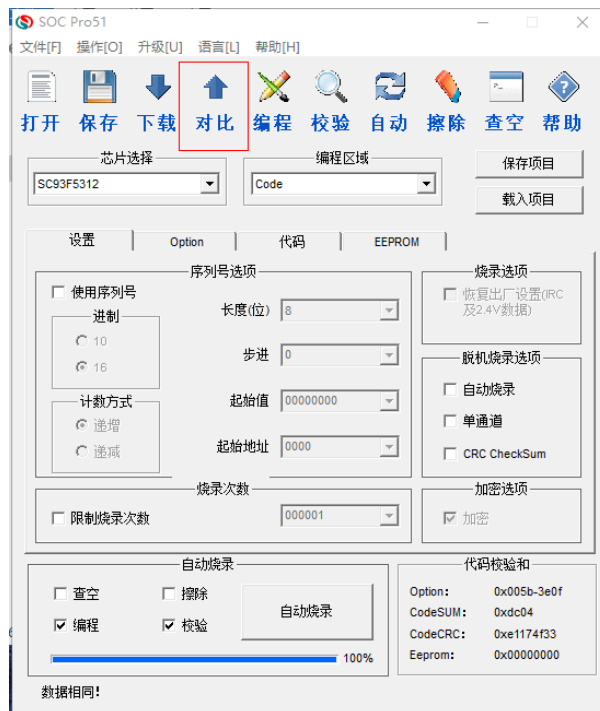 SOC Pro51
文件[F] 操作[O] 升级[U] 语言[L] 帮助[H]
打开 保存 下载 对比 编程 校验 自动 擦除 查空 帮助
芯片选择 编程区域 保存项目
SC93F5312 Code
载入项目
设置 Option 代码 EEPROM
序列号选项 烧录选项
使用序列号 恢复出厂设置(IRC
及2.4V数据)
进制 长度(位) 8
10
步进 0 脱机烧录选项
16
自动烧录
计数方式 起始值 00000000
递增 单通道
递减 起始地址 0000 CRC CheckSum
烧录次数 加密选项
限制烧录次数 000001 加密
自动烧录 代码校验和
查空 擦除 自动烧录 Option: 0x005b-3e0f
CodeSUM: 0xdc04
编程 校验 CodeCRC: 0xe1174f33
100% Eeprom: 0x00000000
数据相同!